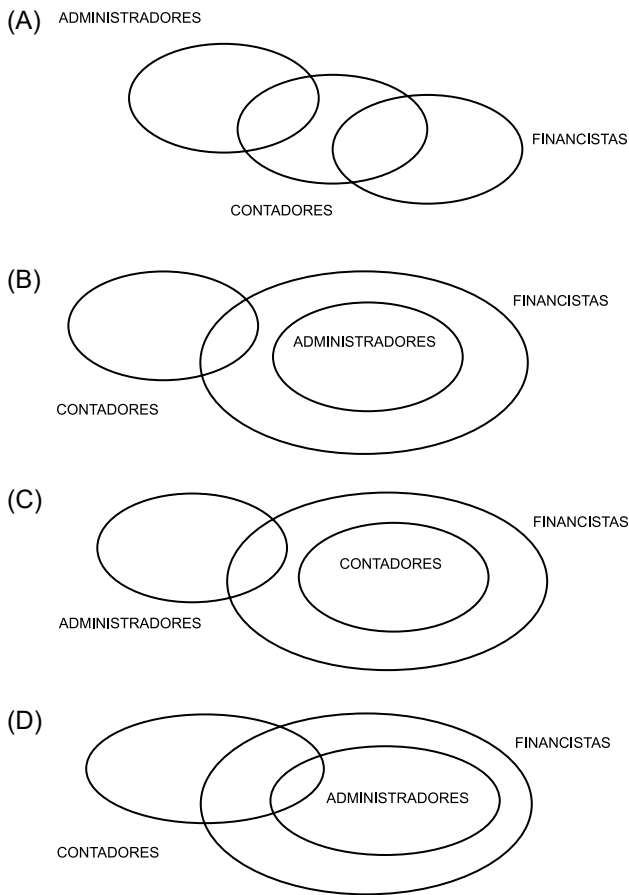 (A)
ADMINISTRADORES
FINANCISTAS
CONTADORES
(B)
FINANCISTAS
ADMINISTRADORES
CONTADORES
(C)
FINANCISTAS
CONTADORES
ADMINISTRADORES
(D)
FINANCISTAS
ADMINISTRADORES
CONTADORES